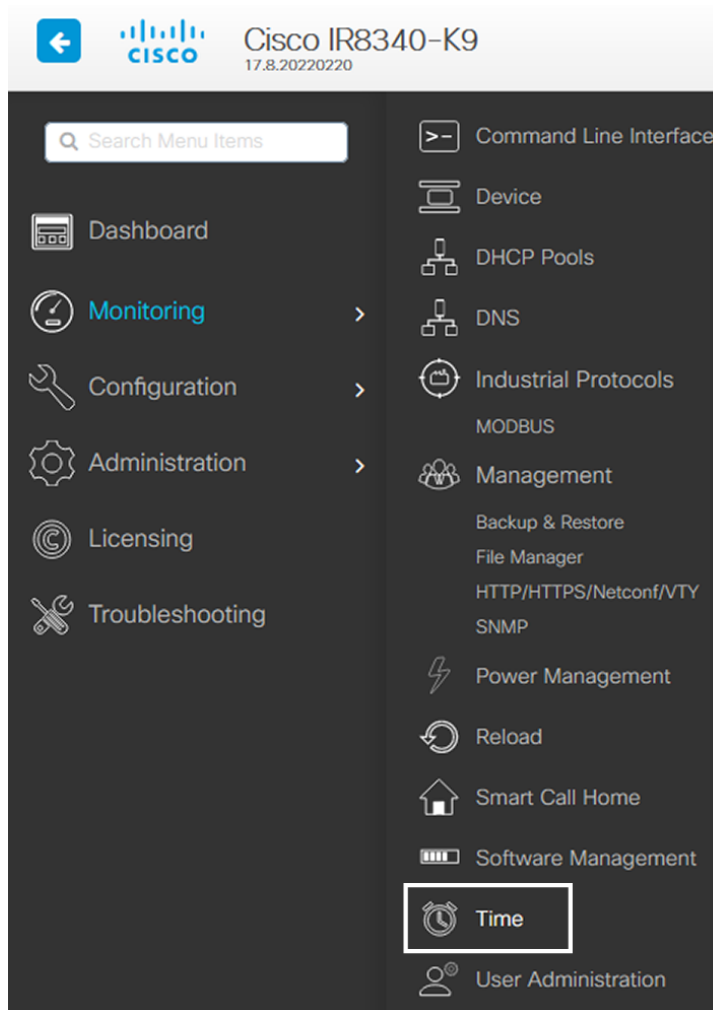 CISCO
Cisco IR8340-K9
17.8.20220220
Search Menu Items
Dashboard
Monitoring
Configuration
Administration
Licensing
Troubleshooting
Command Line Interface
Device
DHCP Pools
DNS
Industrial Protocols
MODBUS
Management
Backup & Restore
File Manager
HTTP/HTTPS/Netconf/VTY
SNMP
Power Management
Reload
Smart Call Home
Software Management
Time
User Administration